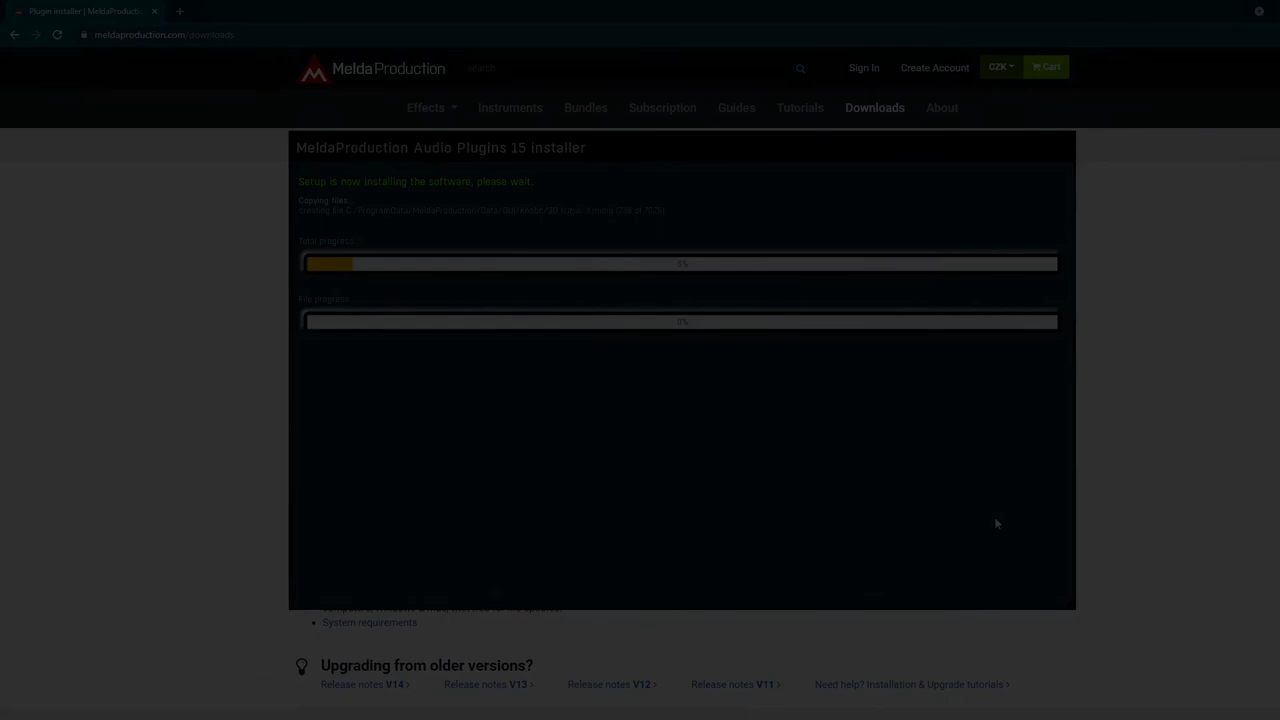 Plugin installer | MeldaProductio
meldaproduction.com/downloads
MeldaProduction
search
Sign In
Create Account
CZK
Cart
Effects
Instruments
Bundles
Subscription
Guides
Tutorials
Downloads
About
MeldaProduction Audio Plugins 15 installer
Setup is now installing the software, please wait.
Copying files...
Total progress
File progress
0%
System requirements
Upgrading from older versions?
Release notes V14 >
Release notes V13 >
Release notes V12 >
Release notes V11 >
Need help? Installation & Upgrade tutorials >